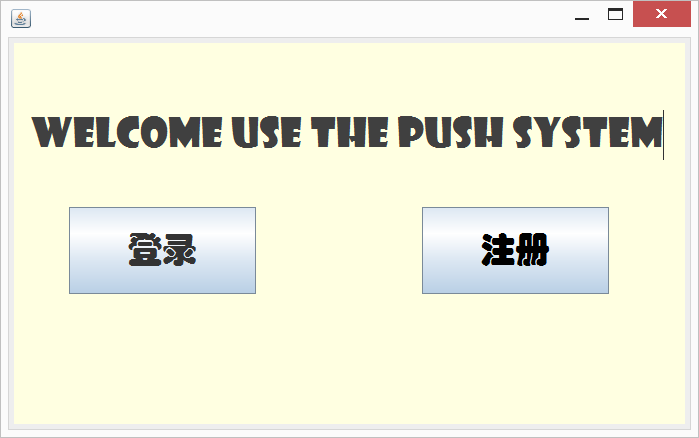 WELCOME USE THE PUSH SYSTEM
登录
注册